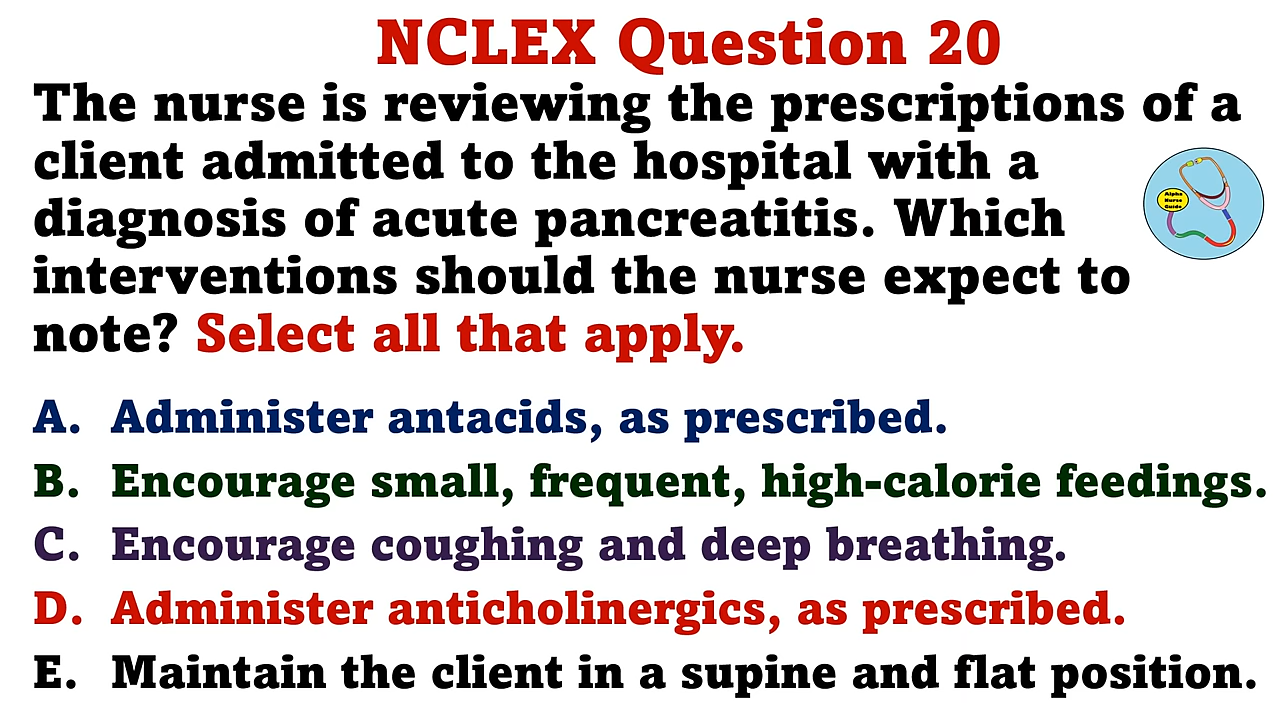 NCLEX Question 20
The nurse is reviewing the prescriptions of a
client admitted to the hospital with a
diagnosis of acute pancreatitis. Which
interventions should the nurse expect to
note? Select all that apply.
Alpha
Nurse
Guide
A. Administer antacids, as prescribed.
B. Encourage small, frequent, high-calorie feedings.
C. Encourage coughing and deep breathing.
D. Administer anticholinergics, as prescribed.
E. Maintain the client in a supine and flat position.